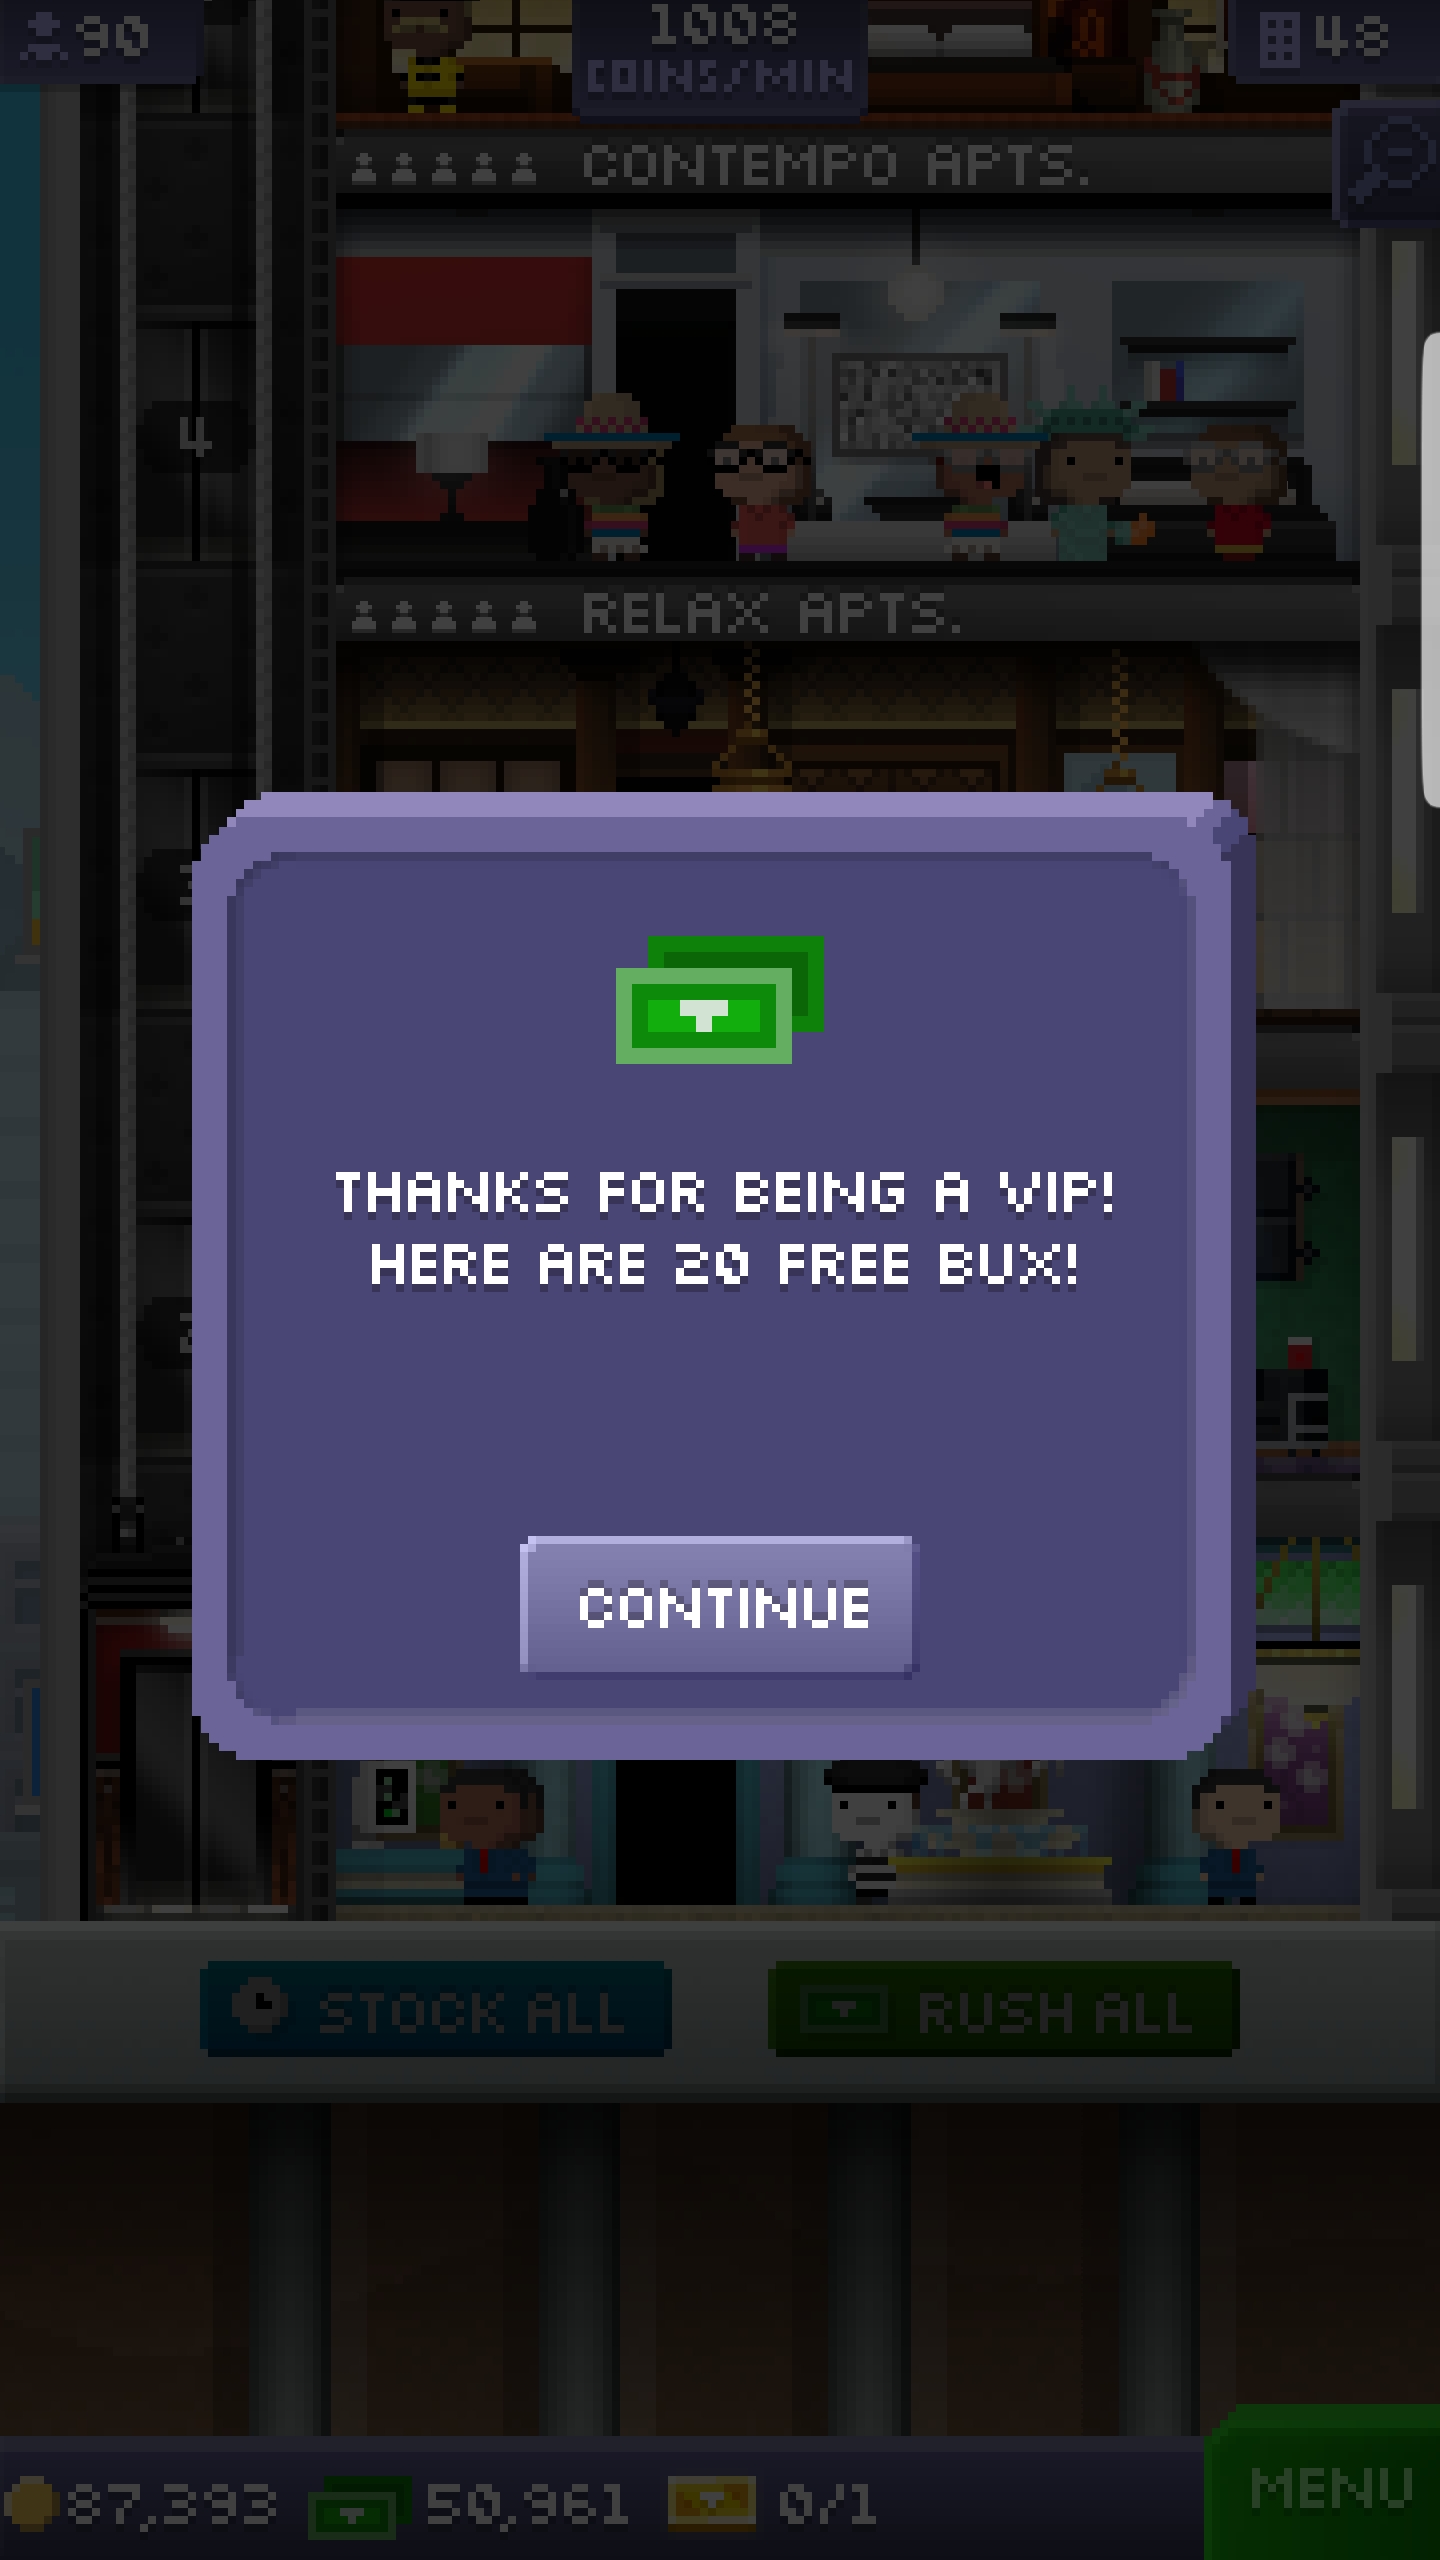 90
1008
COINS/MIN
48
CONTEMPO APTS.
4
RELAX APTS.
THANKS FOR BEING A VIP!
HERE ARE 20 FREE BUX!
CONTINUE
STOCK ALL
RUSH ALL
87,393
50,961
0/1
MENU